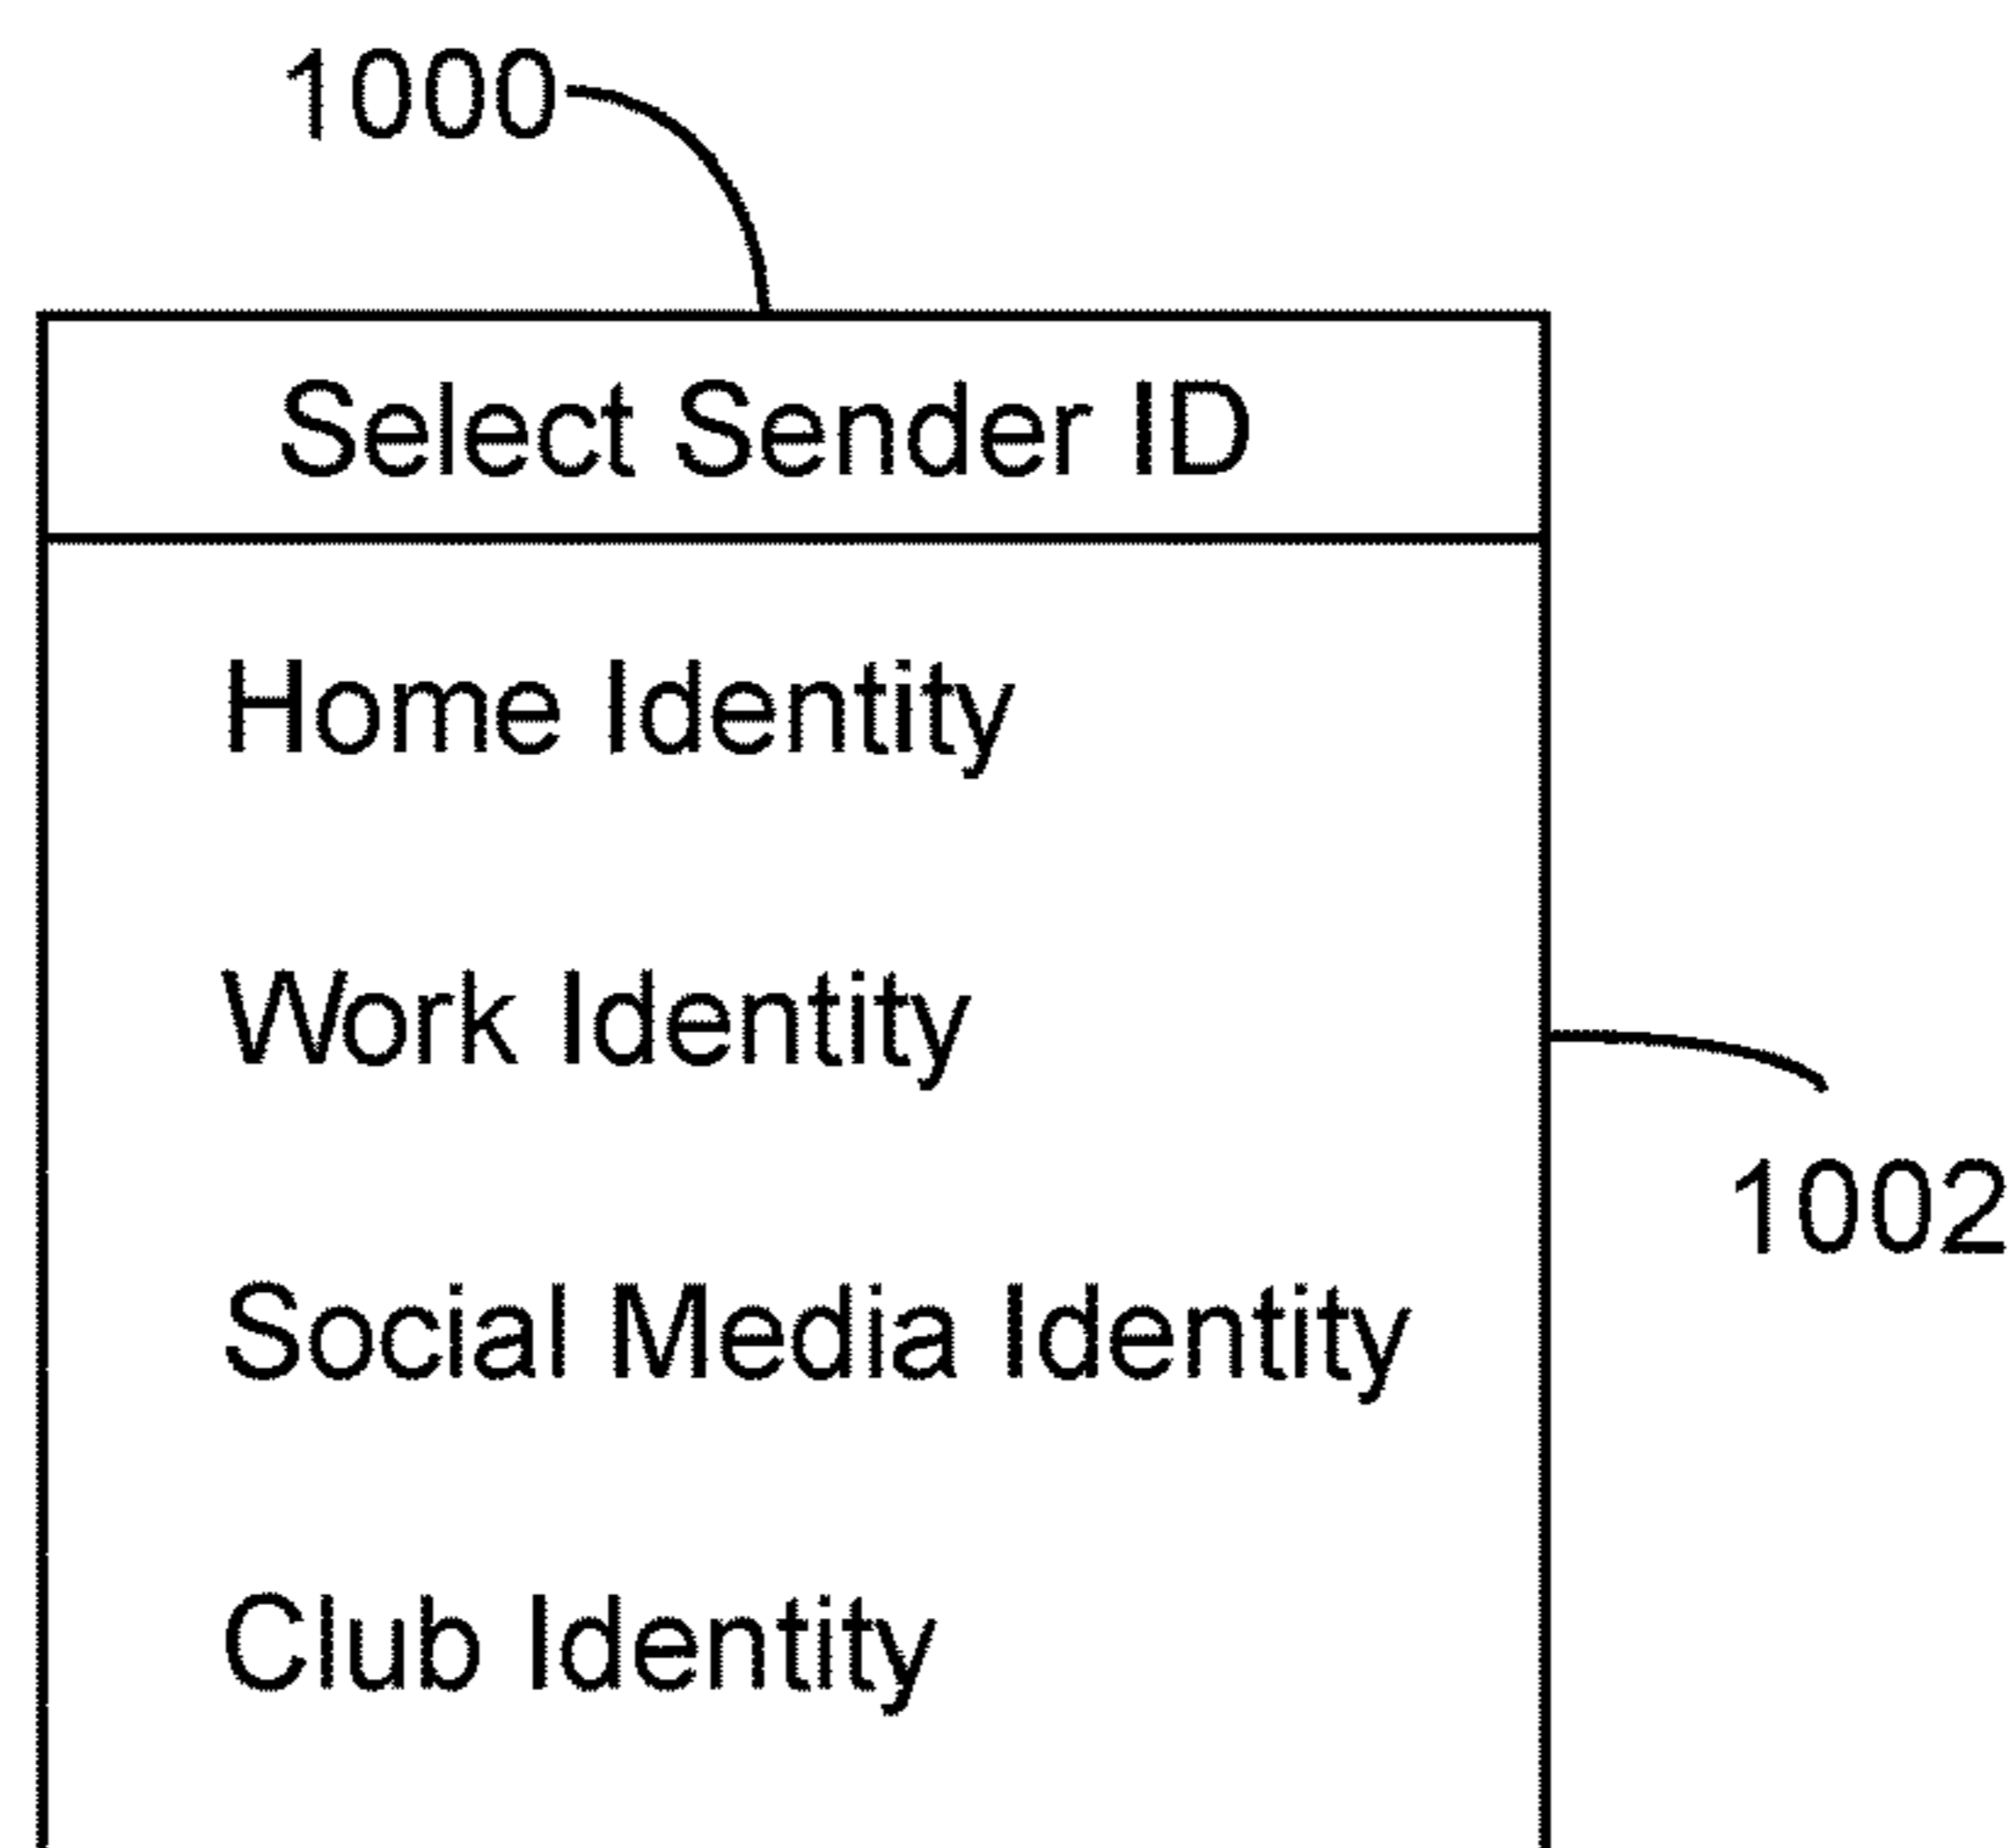 1000
Select Sender ID
Home Identity
Work Identity
1002
Social Media Identity
Club Identity